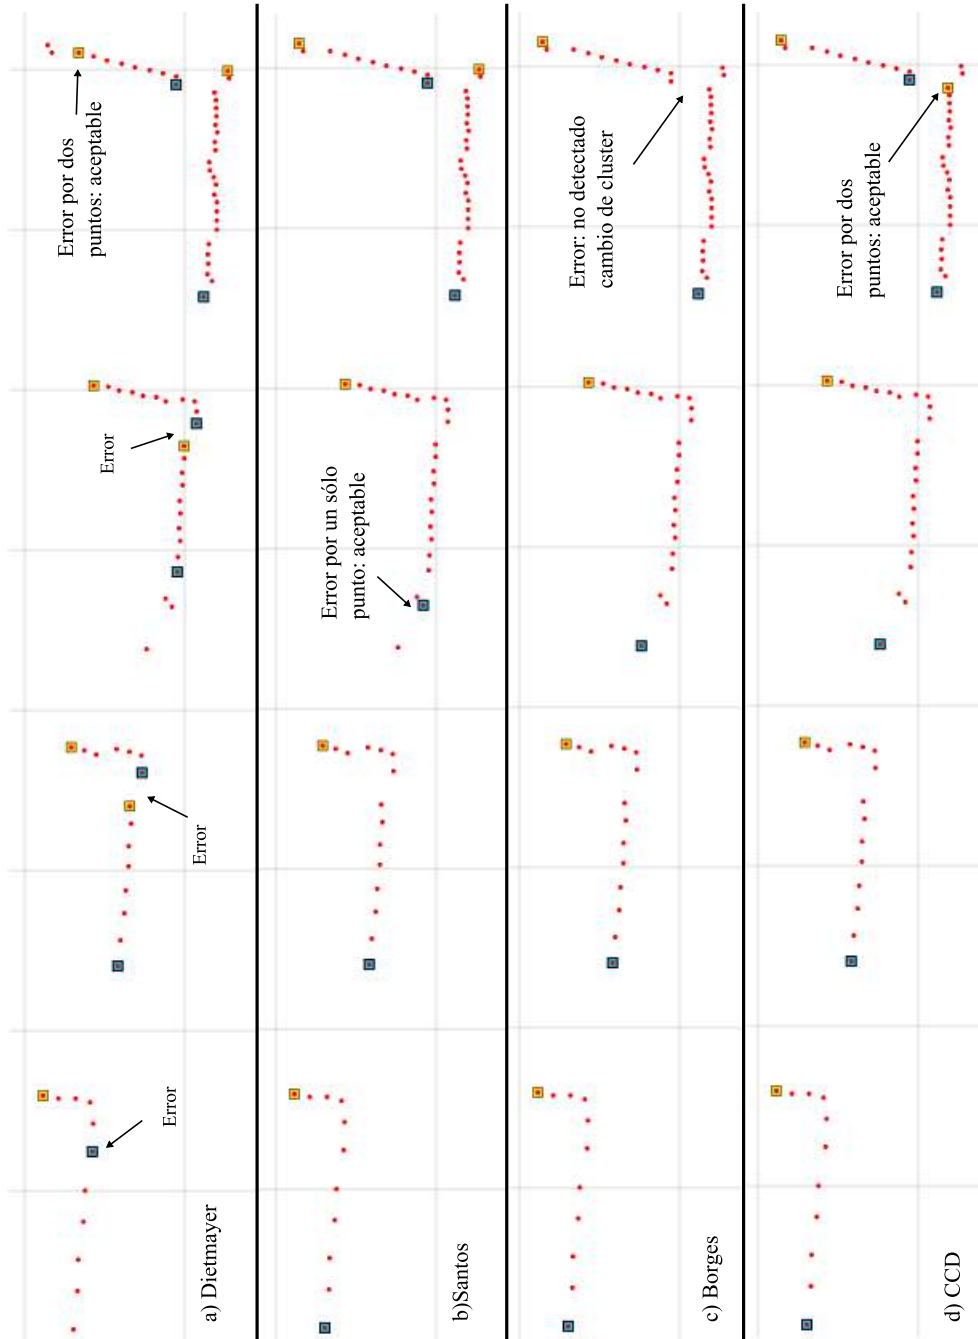 Error por dos
puntos: aceptable
Error
Error
Error
a) Dietmayer
Error por un sólo
punto: aceptable
b)Santos
Error: no detectado
cambio de cluster
c) Borges
Error por dos
puntos: aceptable
d) CCD